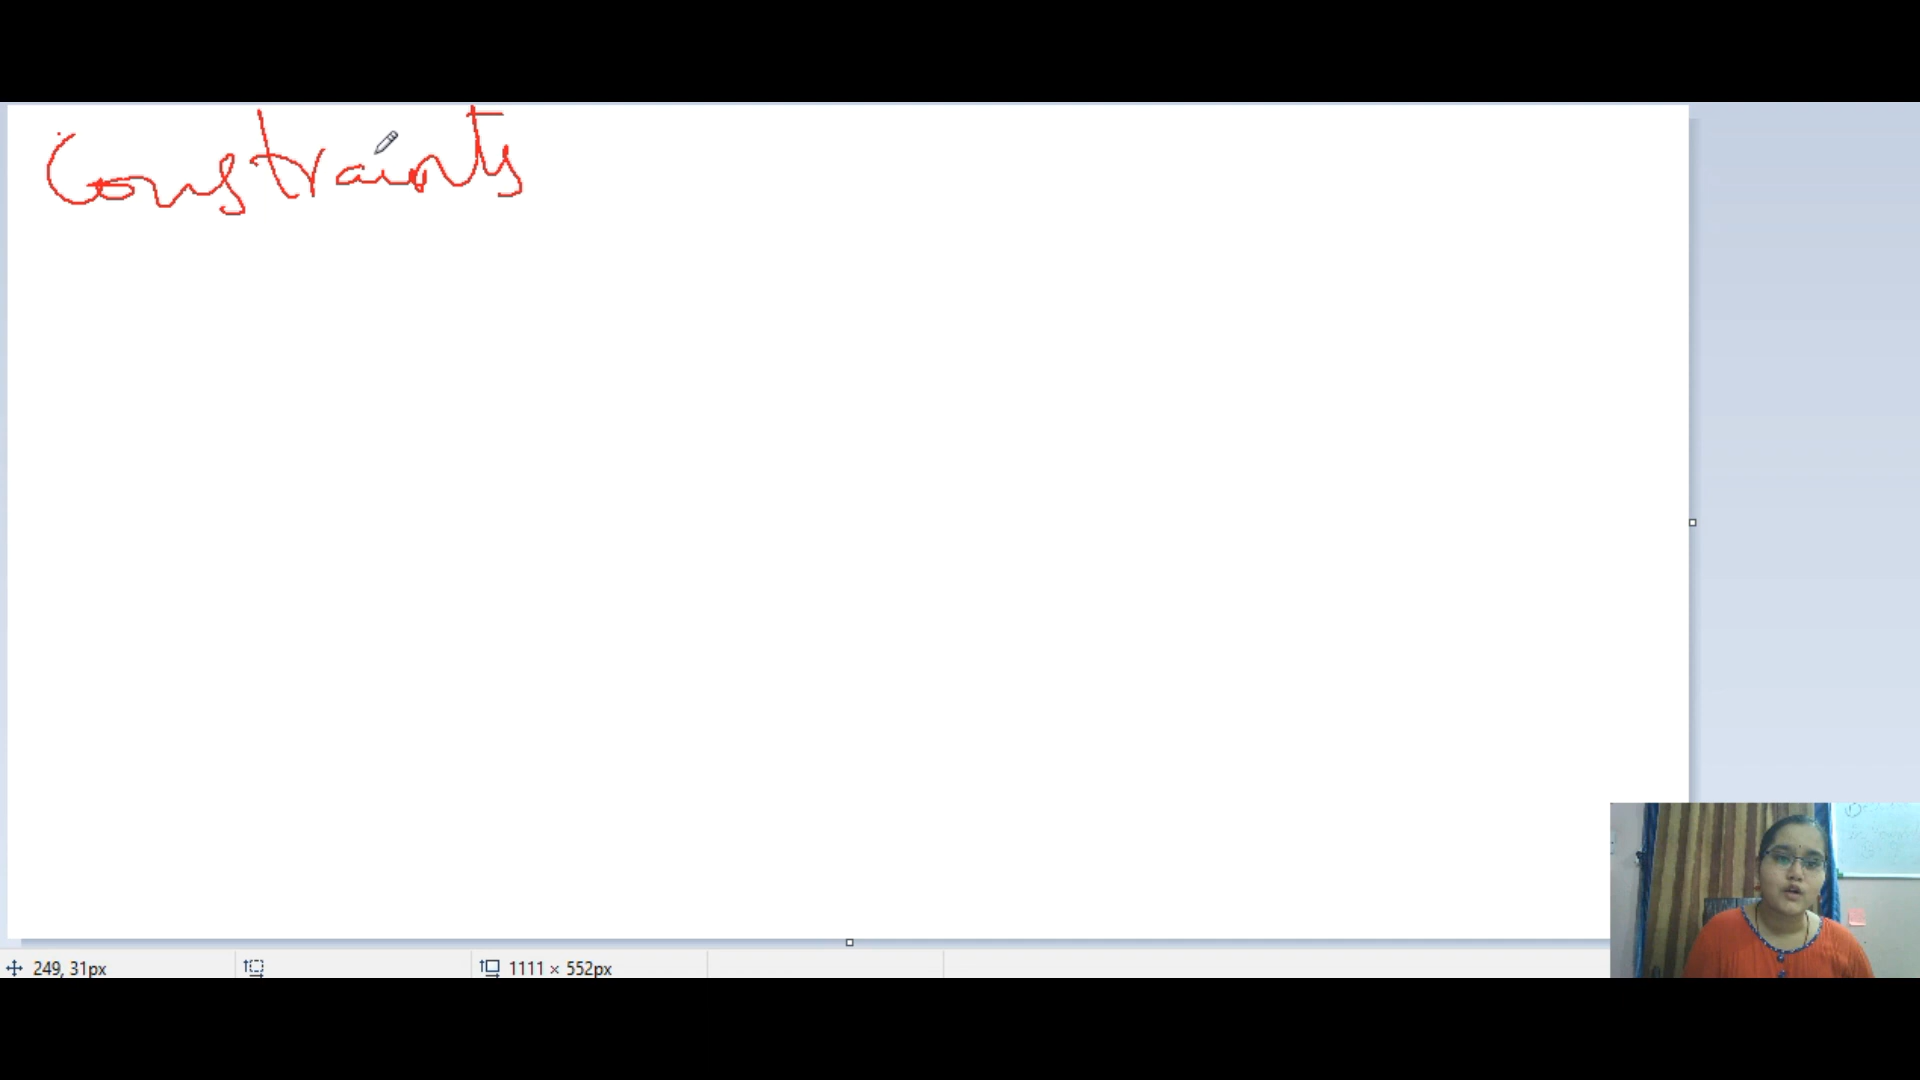 Constraints
249, 31px
1111 × 552px